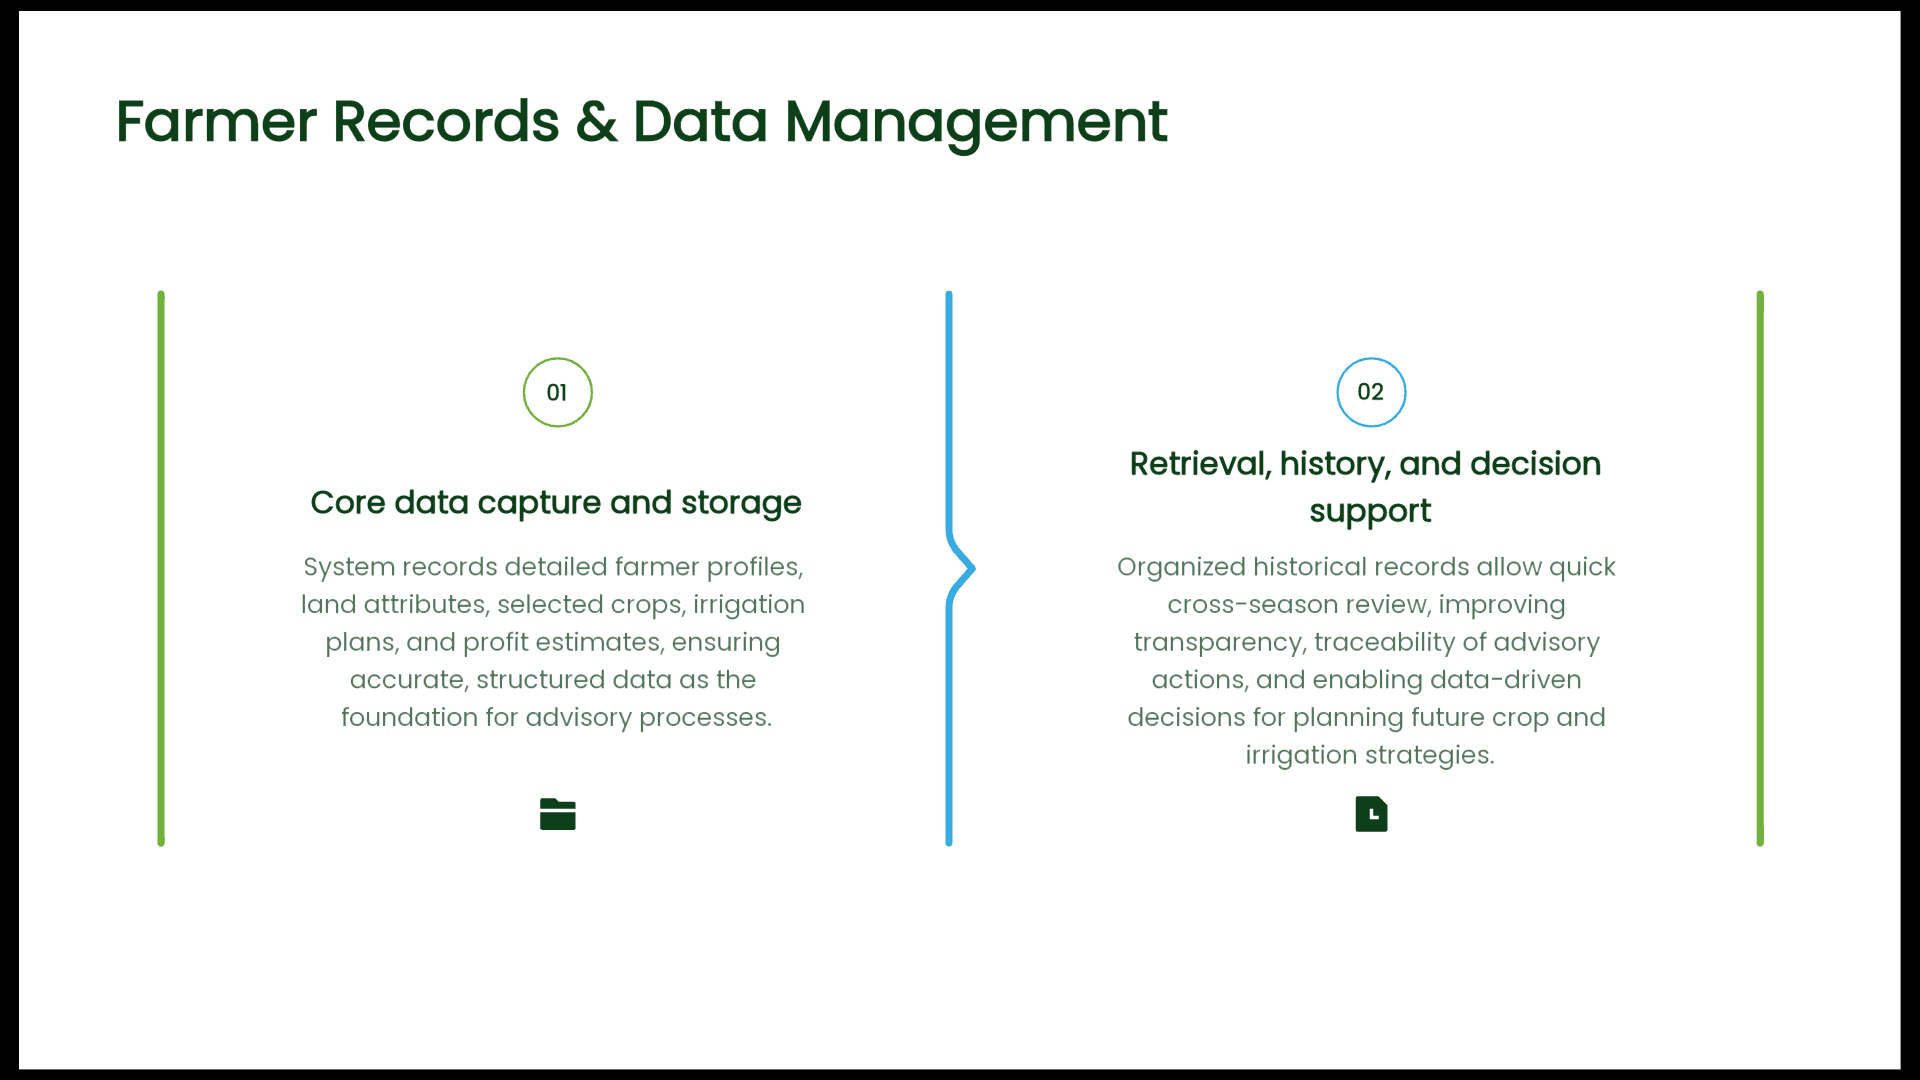 Farmer Records & Data Management
01
Core data capture and storage
System records detailed farmer profiles,
land attributes, selected crops, irrigation
plans, and profit estimates, ensuring
accurate, structured data as the
foundation for advisory processes.
02
Retrieval, history, and decision
support
Organized historical records allow quick
cross-season review, improving
transparency, traceability of advisory
actions, and enabling data-driven
decisions for planning future crop and
irrigation strategies.